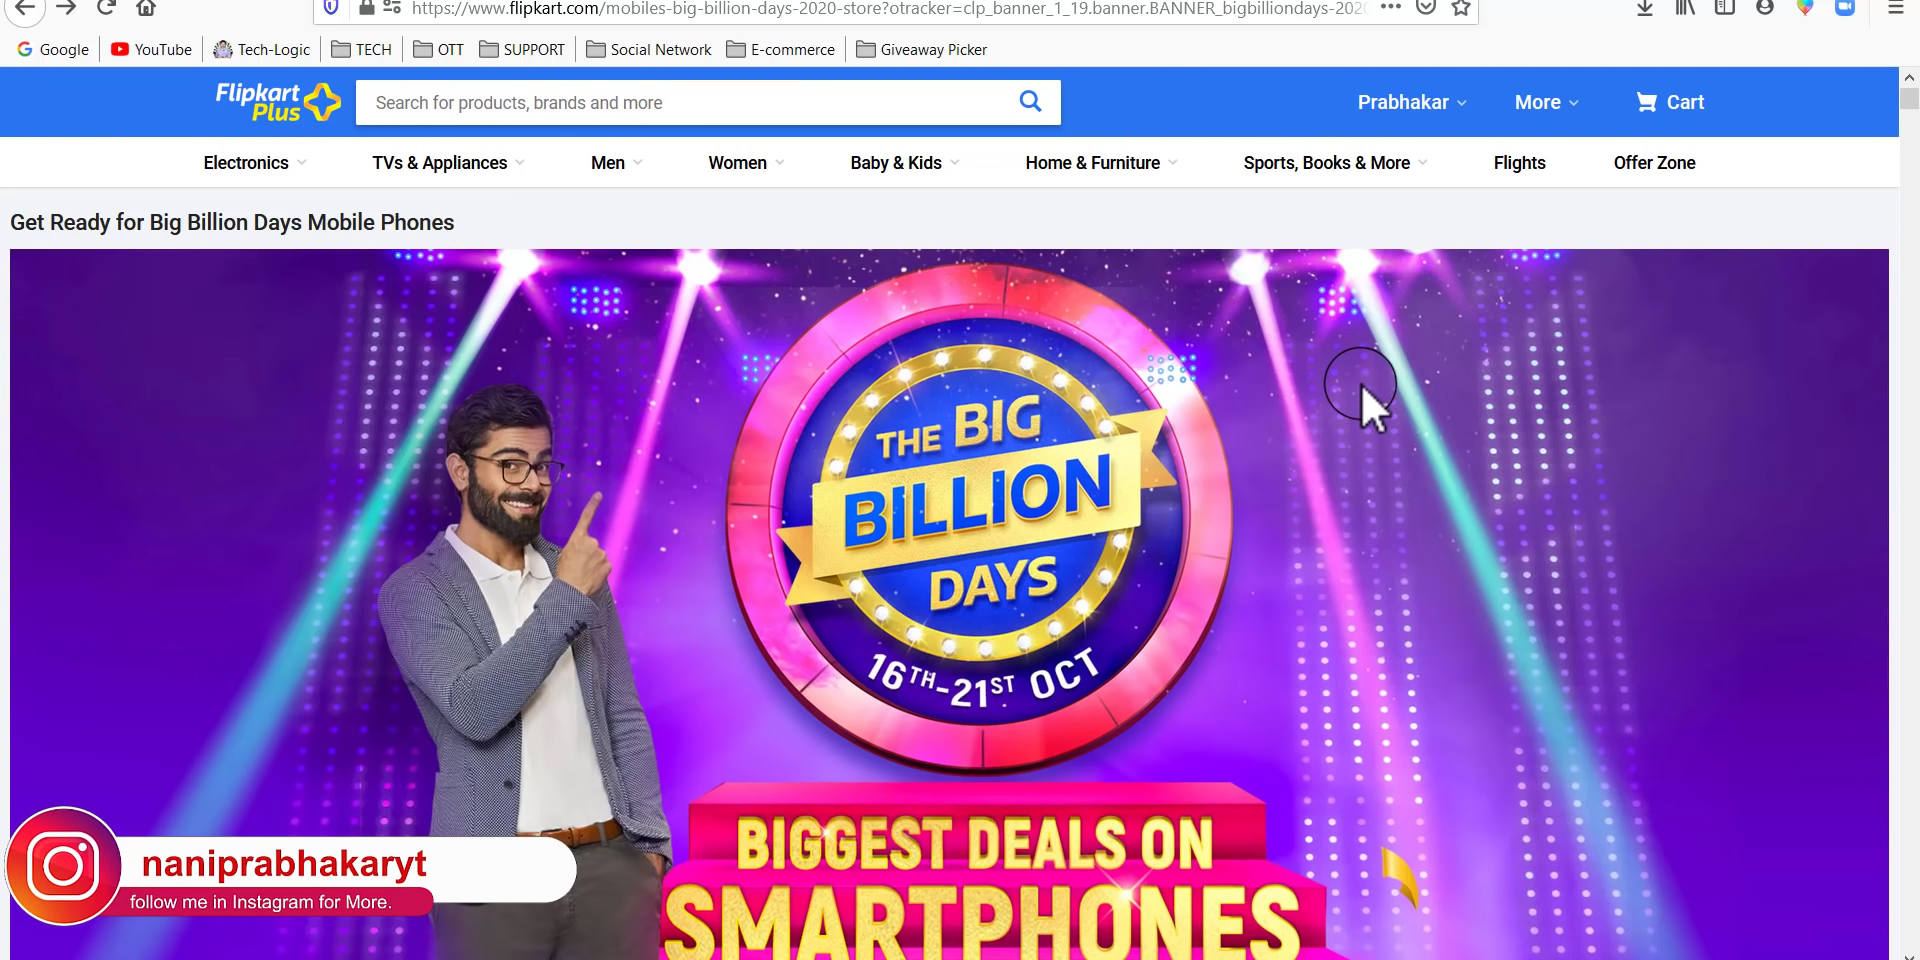 https://www.flipkart.com/mobiles-big-billion-days-2020-store?otracker=clp_banner_1_19.banner.BANNER_bigbilliondays-202
Google YouTube Tech-Logic TECH OTT SUPPORT Social Network E-commerce Giveaway Picker
Flipkart
Plus
Search for products, brands and more
Prabhakar More Cart
Electronics TVs & Appliances Men Women Baby & Kids Home & Furniture Sports, Books & More Flights Offer Zone
Get Ready for Big Billion Days Mobile Phones
THE BIG
BILLION
DAYS
16TH-21ST OCT
BIGGEST DEALS ON
SMARTPHONES
naniprabhakaryt
follow me in Instagram for More.